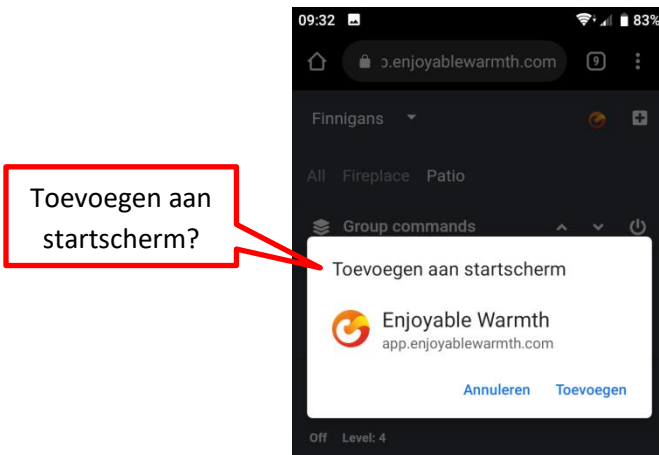 09:32 83%
ɔ.enjoyablewarmth.com 9
Finnigans
All Fireplace Patio
Group commands
Toevoegen aan
startscherm?
Toevoegen aan startscherm
Enjoyable Warmth
app.enjoyablewarmth.com
Annuleren Toevoegen
Off Level: 4